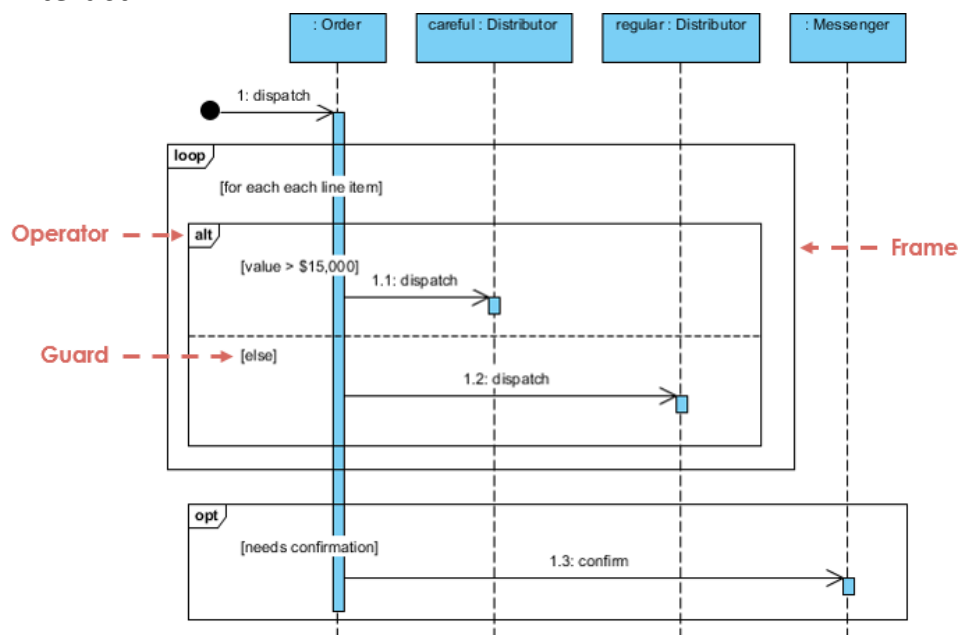 : Order
careful : Distributor
regular : Distributor
: Messenger
1: dispatch
loop
[for each each line item]
Operator
alt
Frame
[value > $15,000]
1.1: dispatch
Guard
[else]
1.2: dispatch
opt
[needs confirmation]
1.3: confirm